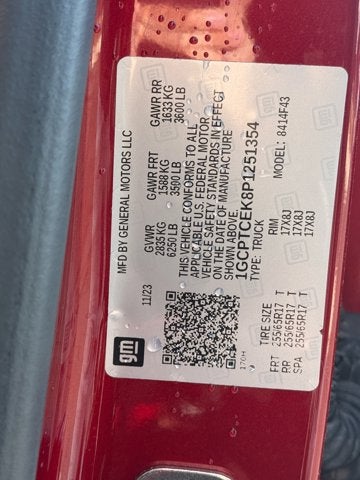 MFD BY GENERAL MOTORS LLC
11/23
GVWR GAWR FRT GAWR RR
2835 KG 1588 KG 1633 KG
6250 LB 3500 LB 3600 LB
THIS VEHICLE CONFORMS TO ALL
APPLICABLE U.S. FEDERAL MOTOR
VEHICLE SAFETY STANDARDS IN EFFECT
ON THE DATE OF MANUFACTURE
SHOWN ABOVE.
1GCPTCEK8P1251354
TYPE: TRUCK MODEL: 8414F43
gm
170H
TIRE SIZE RIM
FRT 255/65R17 T 17X8J
RR 255/65R17 T 17X8J
SPA 255/65R17 T 17X8J